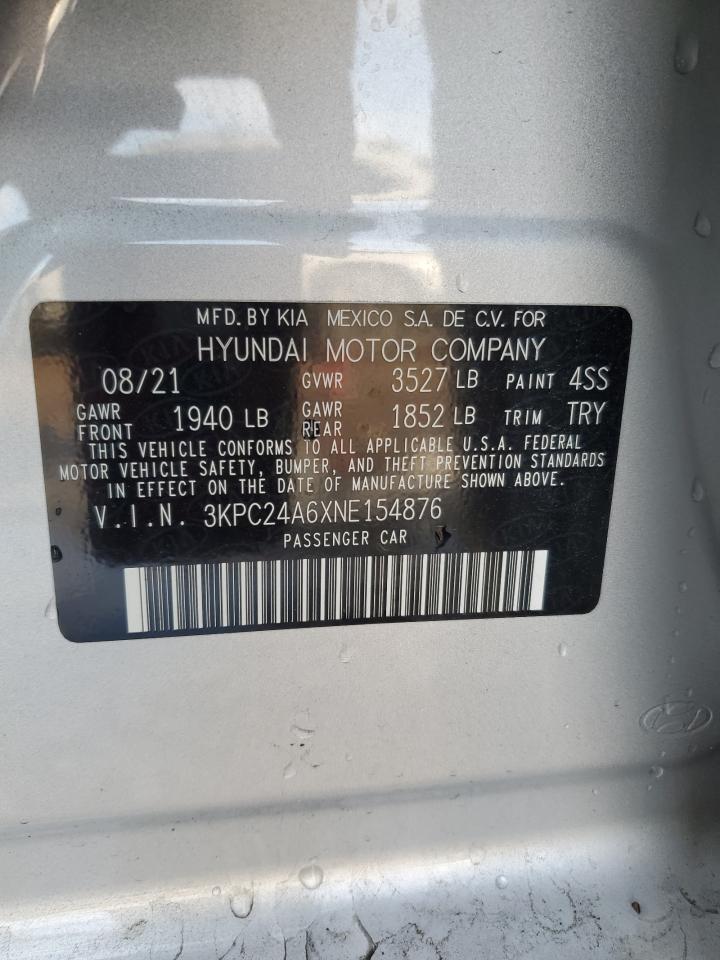 MFD. BY KIA MEXICO S.A. DE C.V. FOR
HYUNDAI MOTOR COMPANY
08/21 GVWR 3527 LB PAINT 4SS
GAWR FRONT 1940 LB GAWR REAR 1852 LB TRIM TRY
THIS VEHICLE CONFORMS TO ALL APPLICABLE U.S.A. FEDERAL
MOTOR VEHICLE SAFETY, BUMPER, AND THEFT PREVENTION STANDARDS
IN EFFECT ON THE DATE OF MANUFACTURE SHOWN ABOVE.
V.I.N. 3KPC24A6XNE154876
PASSENGER CAR